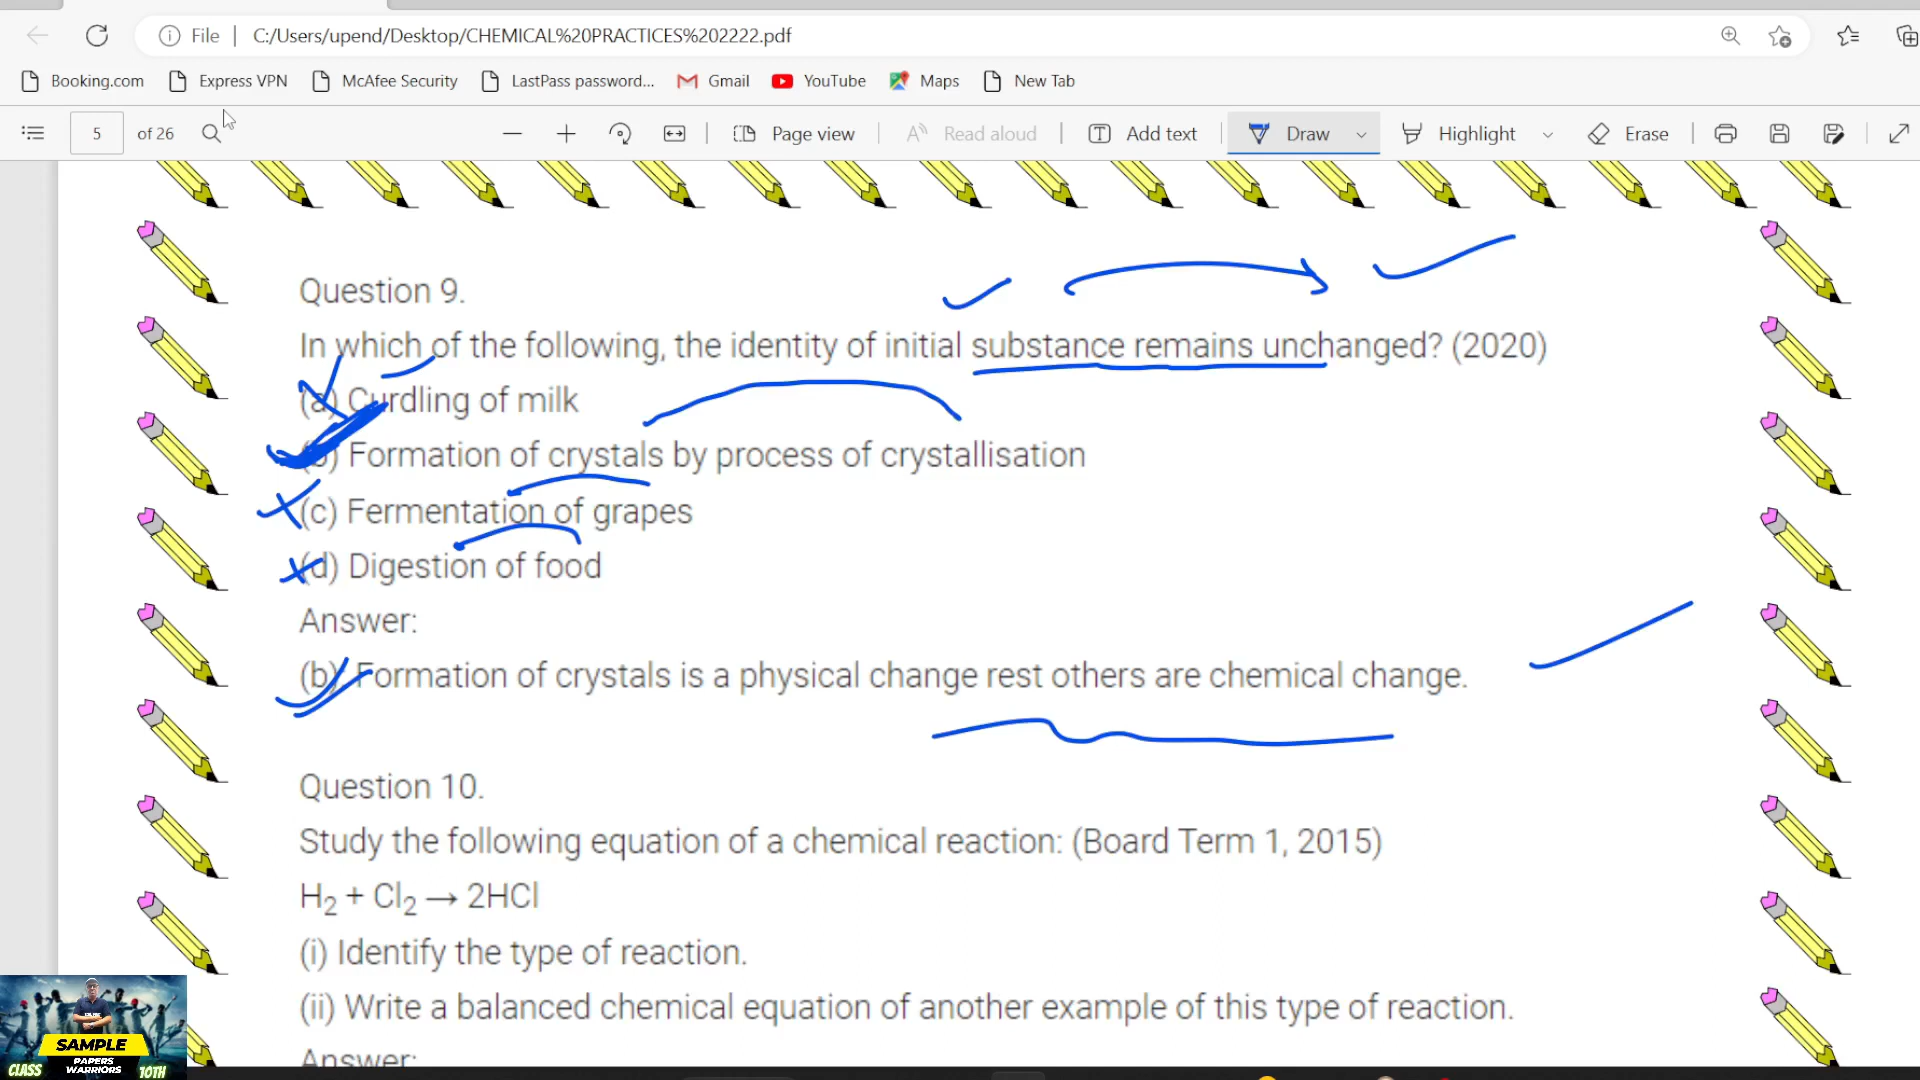 File
C:/Users/upend/Desktop/CHEMICAL%20PRACTICES%202222.pdf
Booking.com Express VPN McAfee Security LastPass password... Gmail YouTube Maps New Tab
5 of 26 Page view Read aloud Add text Draw Highlight Erase
Question 9.
In which of the following, the identity of initial substance remains unchanged? (2020)
(a) Curdling of milk
(b) Formation of crystals by process of crystallisation
(c) Fermentation of grapes
(d) Digestion of food
Answer:
(b) Formation of crystals is a physical change rest others are chemical change.
Question 10.
Study the following equation of a chemical reaction: (Board Term 1, 2015)
H₂ + Cl₂ → 2HCl
(i) Identify the type of reaction.
(ii) Write a balanced chemical equation of another example of this type of reaction.
Answer:
SAMPLE
PAPERS
WARRIORS
CLASS 10TH